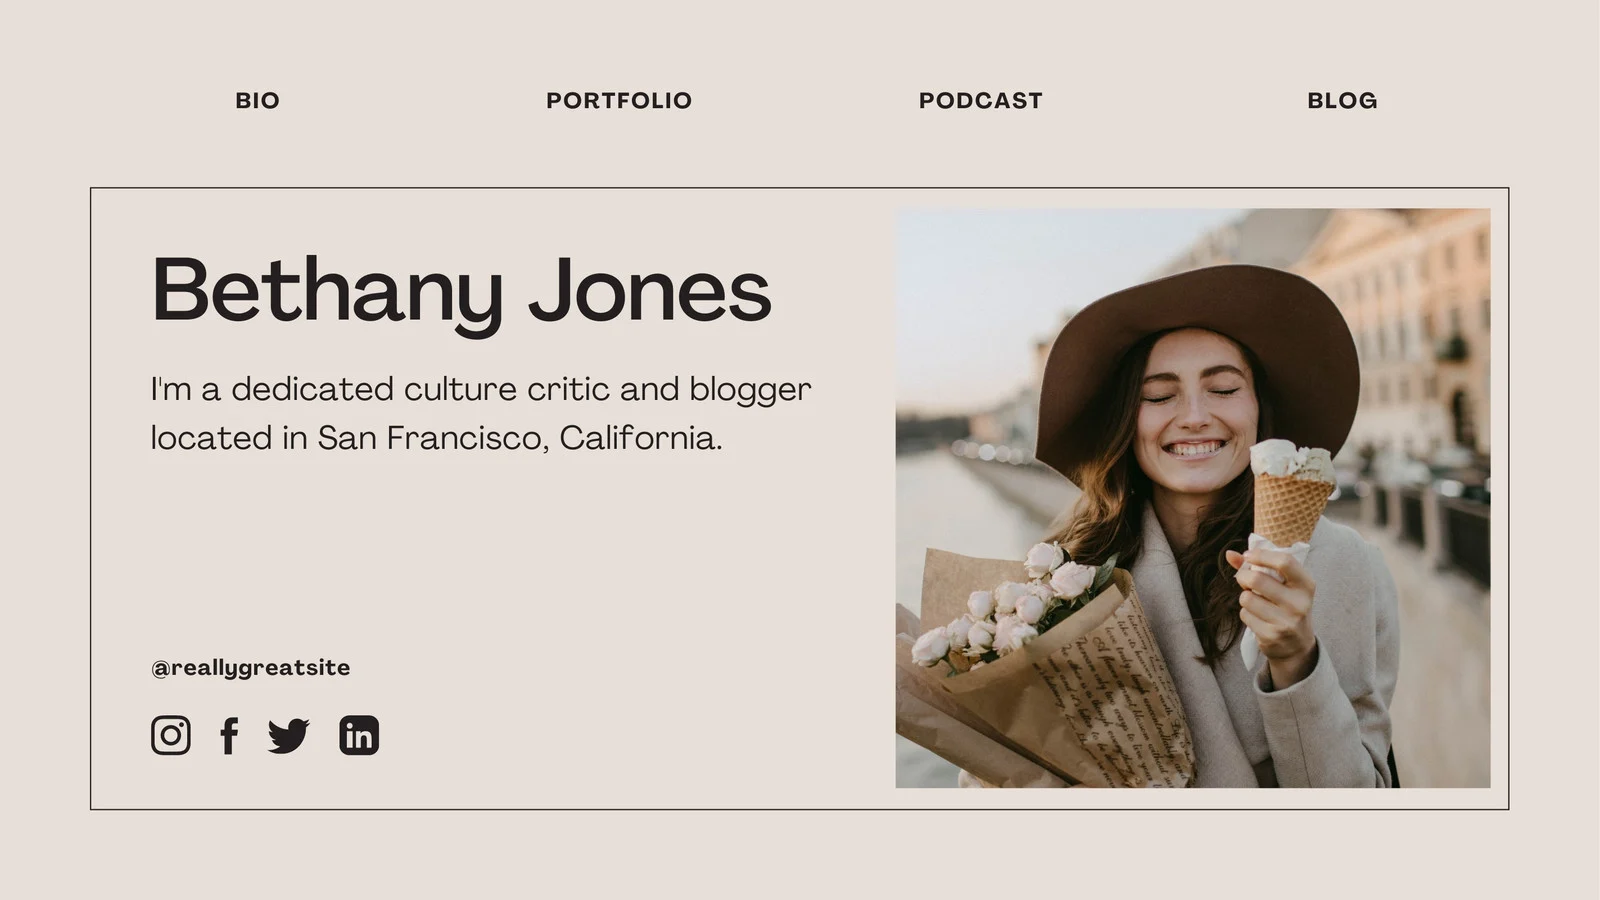 BIO
PORTFOLIO
PODCAST
BLOG
Bethany Jones
I'm a dedicated culture critic and blogger
located in San Francisco, California.
@reallygreatsite